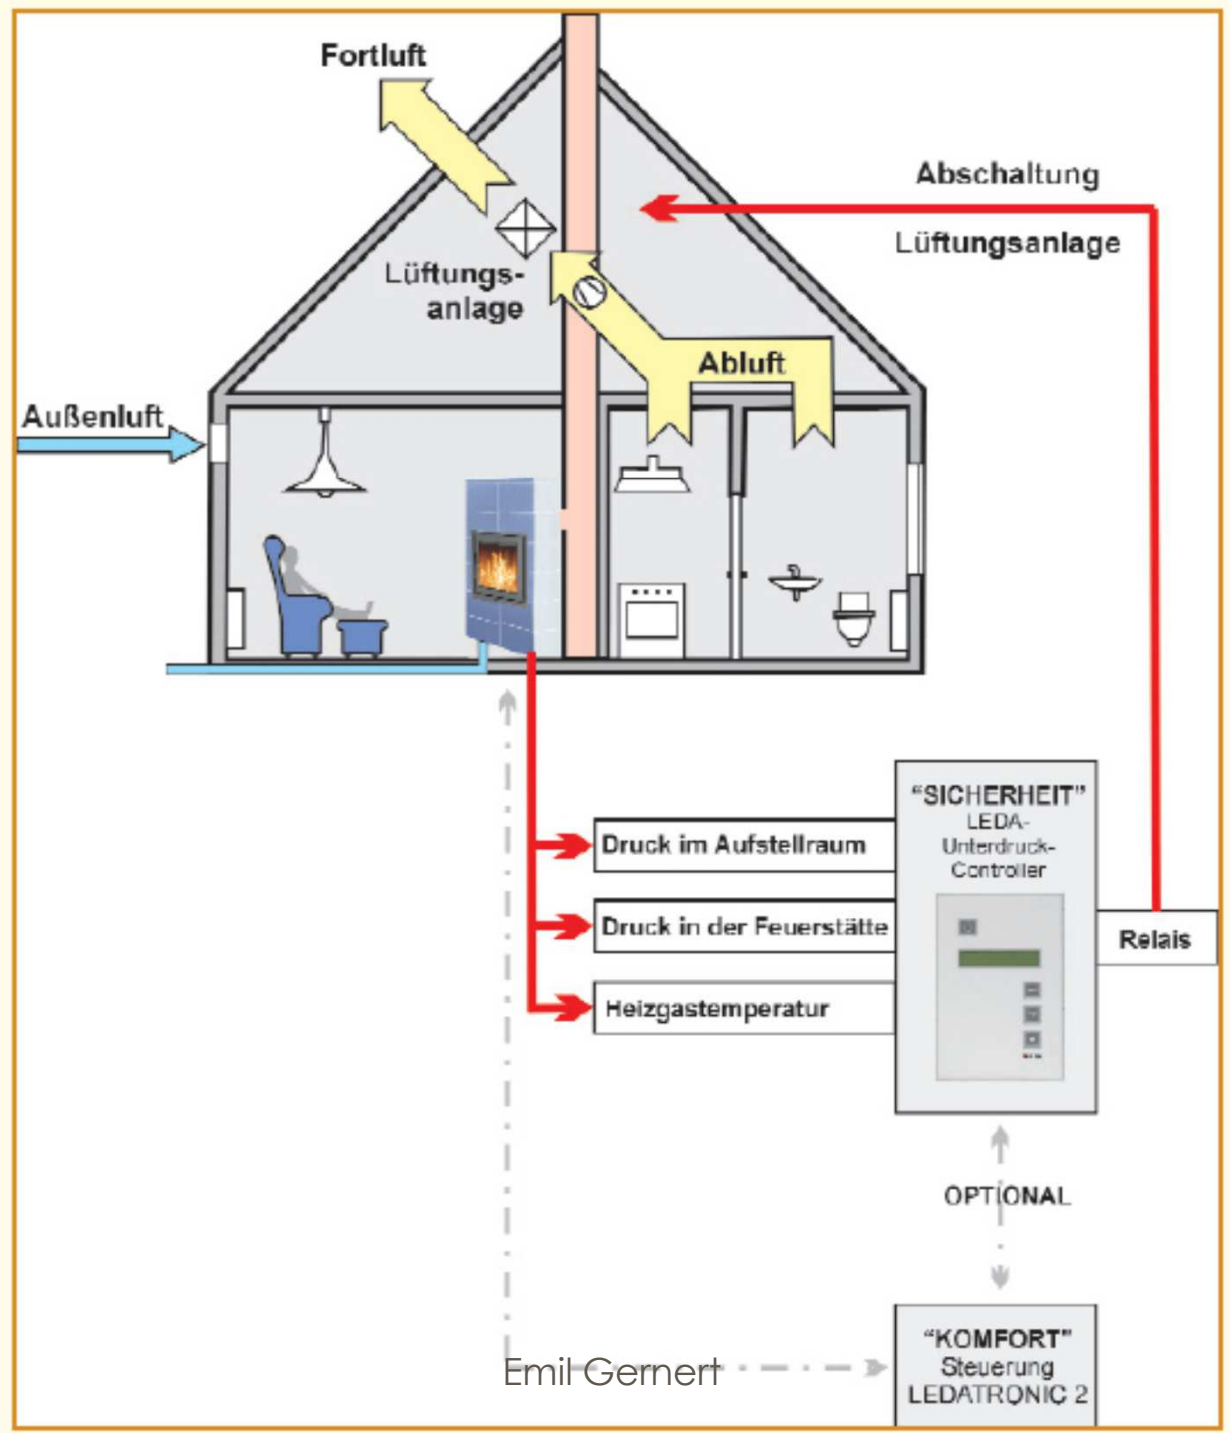 Fortluft
Abschaltung
Lüftungsanlage
Lüftungs-
anlage
Abluft
Außenluft
“SICHERHEIT”
LEDA-
Unterdruck-
Controller
Druck im Aufstellraum
Druck in der Feuerstätte
Relais
Heizgastemperatur
OPTIONAL
“KOMFORT”
Steuerung
LEDATRONIC 2
Emil Gernert